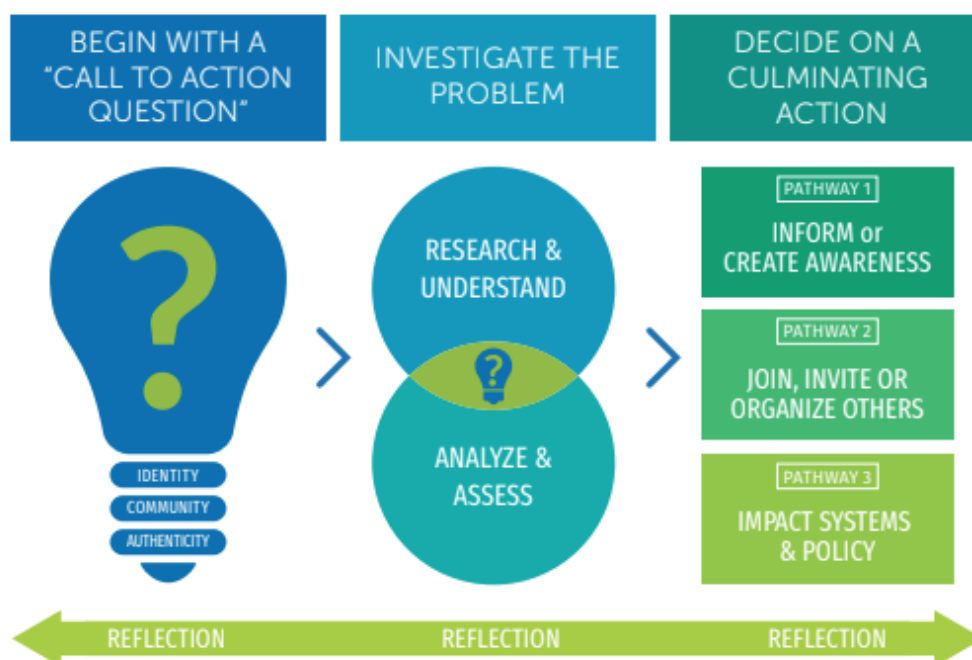 BEGIN WITH A
“CALL TO ACTION
QUESTION”
INVESTIGATE THE
PROBLEM
DECIDE ON A
CULMINATING
ACTION
?
IDENTITY
COMMUNITY
AUTHENTICITY
RESEARCH &
UNDERSTAND
?
ANALYZE &
ASSESS
PATHWAY 1
INFORM or
CREATE AWARENESS
PATHWAY 2
JOIN, INVITE OR
ORGANIZE OTHERS
PATHWAY 3
IMPACT SYSTEMS
& POLICY
REFLECTION
REFLECTION
REFLECTION